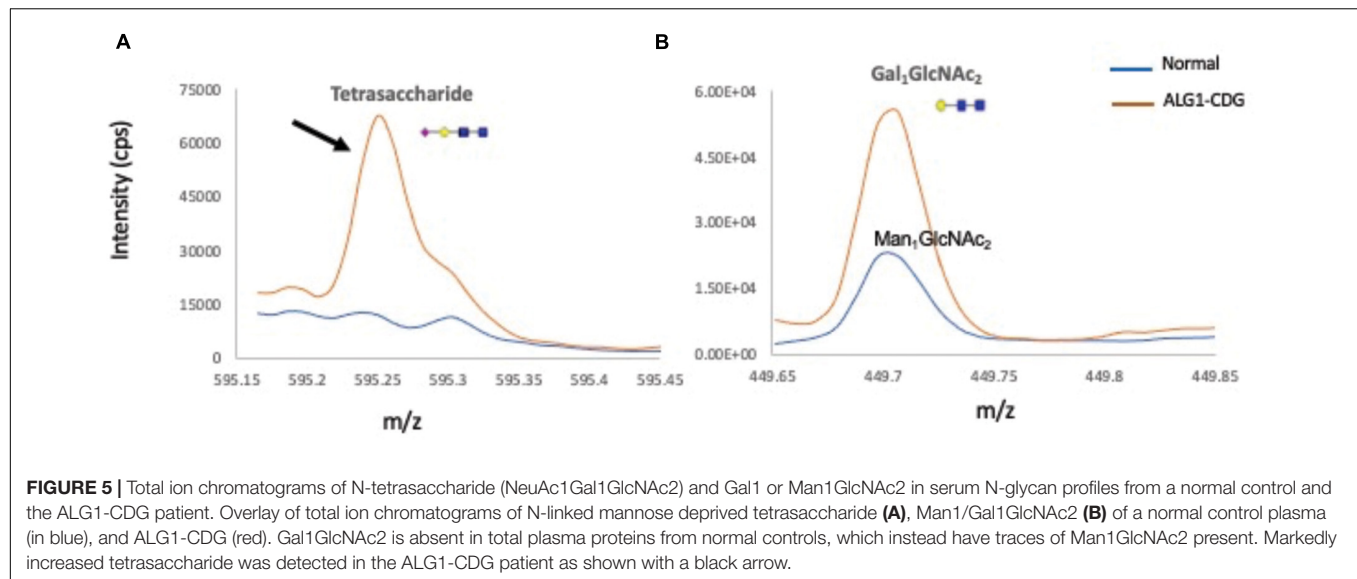 A
B
Tetrasaccharide
Gal1GlcNAc2
Normal
ALG1-CDG
Man1GlcNAc2
Intensity (cps)
75000
60000
45000
30000
15000
0
595.15 595.2 595.25 595.3 595.35 595.4 595.45
m/z
6.00E+04
4.50E+04
3.00E+04
1.50E+04
0.00E+00
449.65 449.7 449.75 449.8 449.85
m/z
FIGURE 5 | Total ion chromatograms of N-tetrasaccharide (NeuAc1Gal1GlcNAc2) and Gal1 or Man1GlcNAc2 in serum N-glycan profiles from a normal control and
the ALG1-CDG patient. Overlay of total ion chromatograms of N-linked mannose deprived tetrasaccharide (A), Man1/Gal1GlcNAc2 (B) of a normal control plasma
(in blue), and ALG1-CDG (red). Gal1GlcNAc2 is absent in total plasma proteins from normal controls, which instead have traces of Man1GlcNAc2 present. Markedly
increased tetrasaccharide was detected in the ALG1-CDG patient as shown with a black arrow.